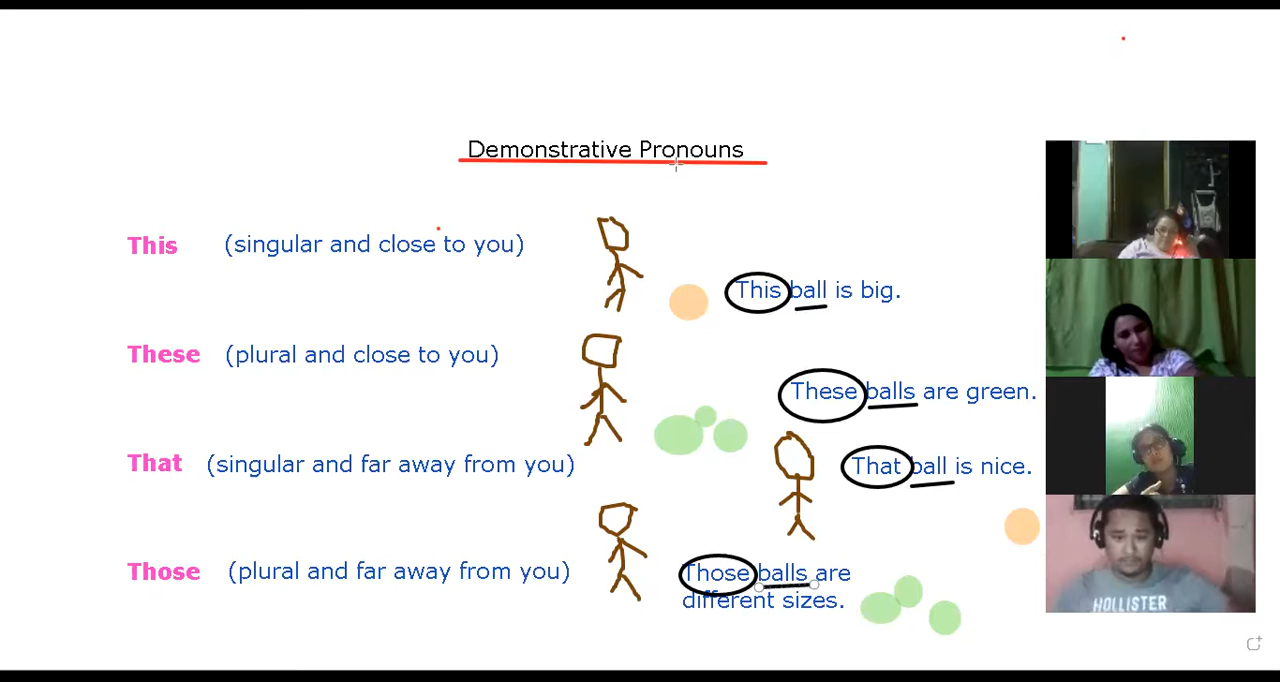 Demonstrative Pronouns
This (singular and close to you)
This ball is big.
These (plural and close to you)
These balls are green.
That (singular and far away from you)
That ball is nice.
Those (plural and far away from you)
Those balls are
different sizes.
HOLLISTER